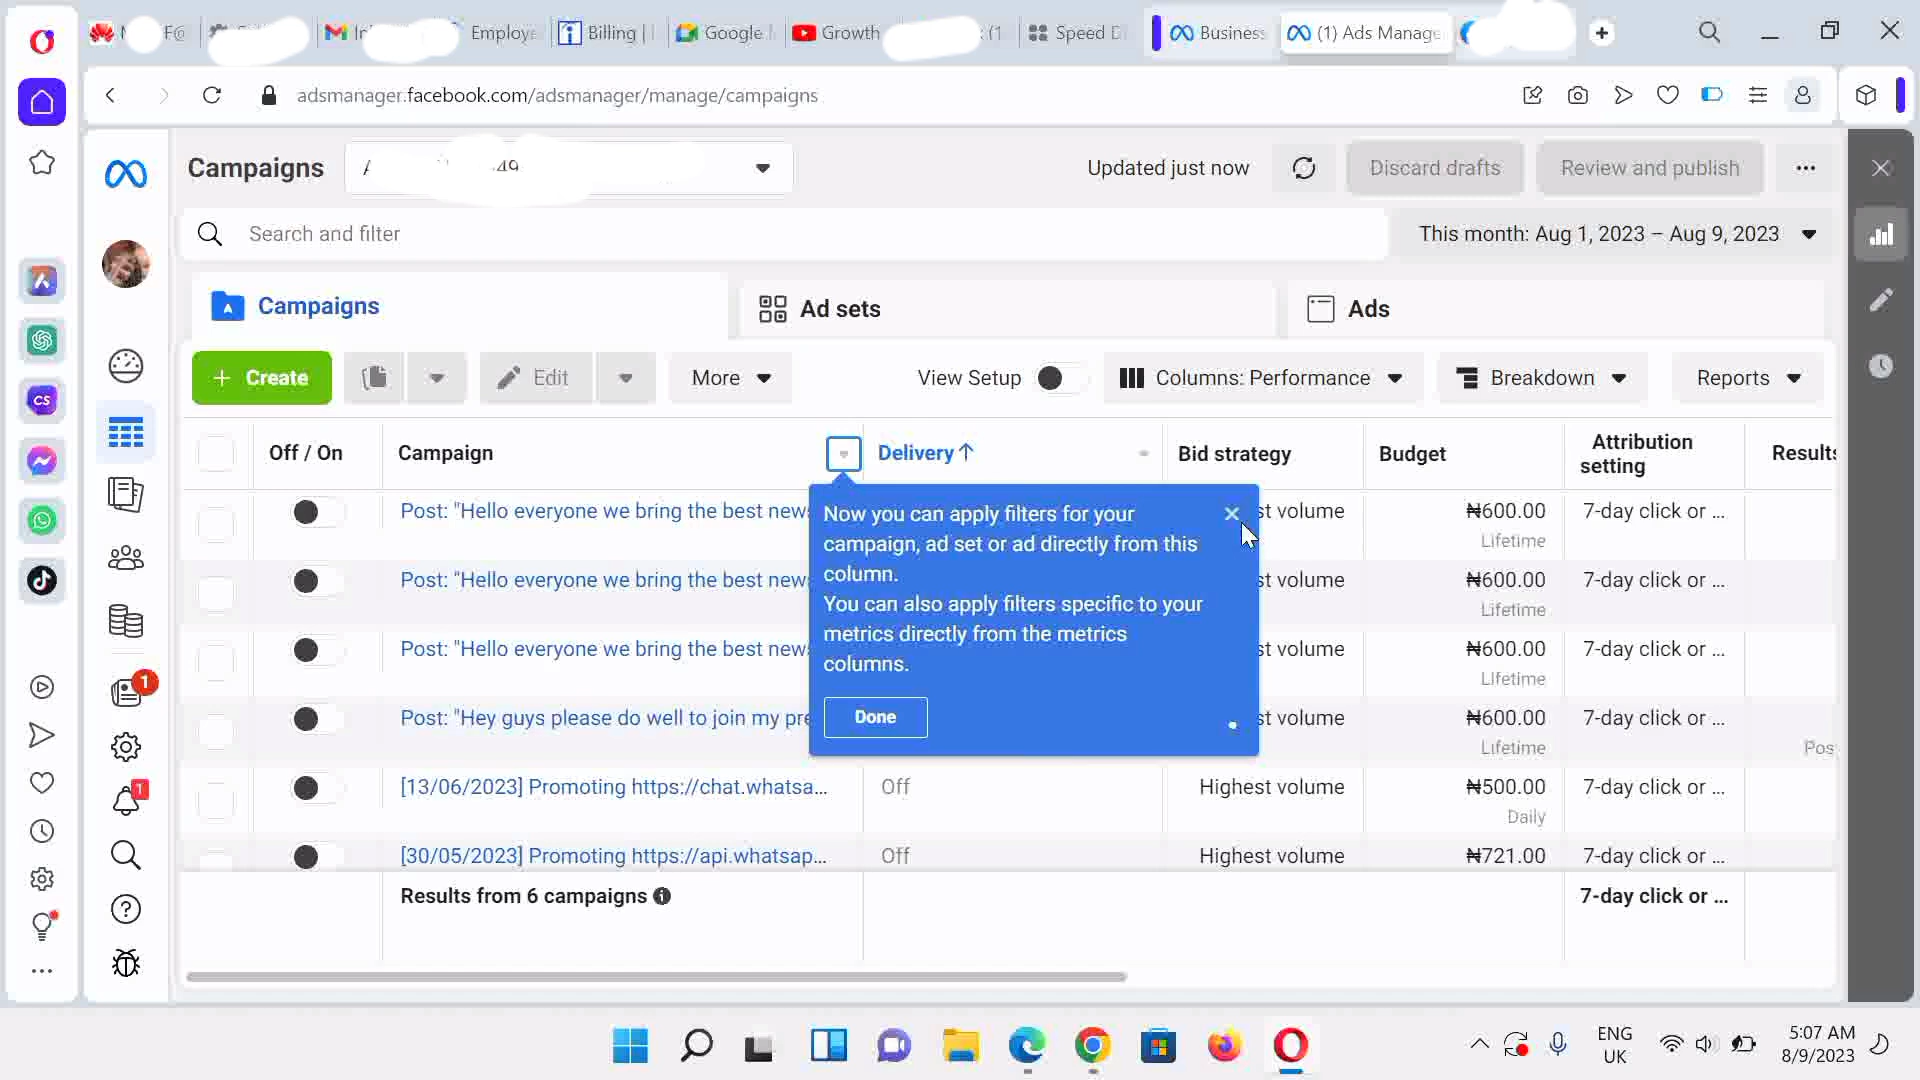 F@
Employe
Billing |
Google
Growth
(1
Speed D
Business
(1) Ads Manage
adsmanager.facebook.com/adsmanager/manage/campaigns
Campaigns
Updated just now
Discard drafts
Review and publish
Search and filter
This month: Aug 1, 2023 – Aug 9, 2023
Campaigns
Ad sets
Ads
+ Create
Edit
More
View Setup
Columns: Performance
Breakdown
Reports
Off / On
Campaign
Delivery ↑
Bid strategy
Budget
Attribution
setting
Results
Post: "Hello everyone we bring the best new
st volume
₦600.00
7-day click or ...
Lifetime
Post: "Hello everyone we bring the best new
st volume
₦600.00
7-day click or ...
Lifetime
Post: "Hello everyone we bring the best new
st volume
₦600.00
7-day click or ...
Lifetime
Post: "Hey guys please do well to join my pre
st volume
₦600.00
7-day click or ...
Lifetime
Pos
Now you can apply filters for your
campaign, ad set or ad directly from this
column.
You can also apply filters specific to your
metrics directly from the metrics
columns.
Done
[13/06/2023] Promoting https://chat.whatsa...
Off
Highest volume
₦500.00
7-day click or ...
Daily
[30/05/2023] Promoting https://api.whatsap...
Off
Highest volume
₦721.00
7-day click or ...
Results from 6 campaigns
7-day click or ...
CS
1
1
ENG
UK
5:07 AM
8/9/2023